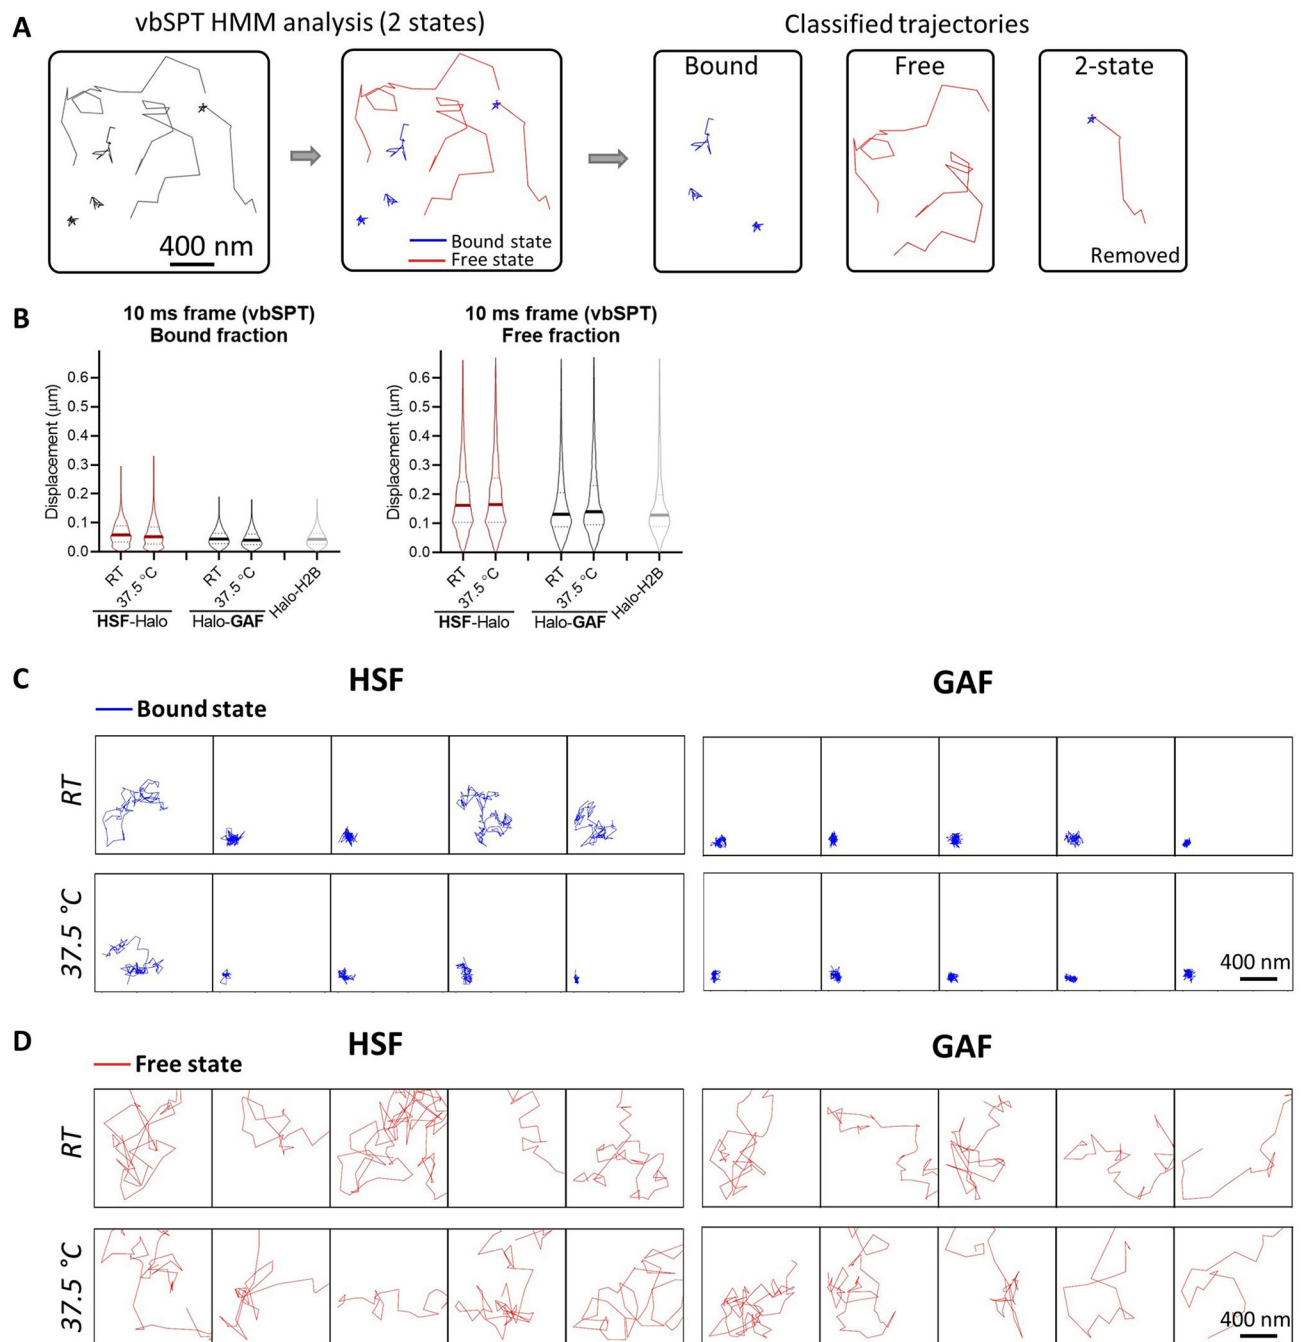 A
vbSPT HMM analysis (2 states)
Classified trajectories
400 nm
Bound state
Free state
Bound
Free
2-state
Removed
B
10 ms frame (vbSPT)
Bound fraction
Displacement (μm)
0.6
0.5
0.4
0.3
0.2
0.1
0.0
RT
37.5 °C
RT
37.5 °C
Halo-H2B
HSF-Halo
Halo-GAF
10 ms frame (vbSPT)
Free fraction
Displacement (μm)
0.6
0.5
0.4
0.3
0.2
0.1
0.0
RT
37.5 °C
RT
37.5 °C
Halo-H2B
HSF-Halo
Halo-GAF
C
HSF
GAF
Bound state
RT
37.5 °C
400 nm
D
HSF
GAF
Free state
RT
37.5 °C
400 nm